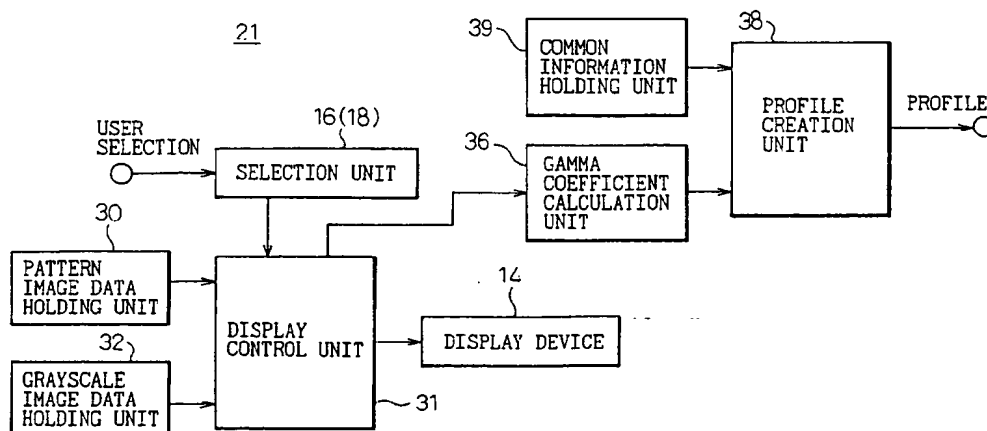 21
39
COMMON
INFORMATION
HOLDING UNIT
38
PROFILE
CREATION
UNIT
PROFILE
USER
SELECTION
16(18)
SELECTION UNIT
36
GAMMA
COEFFICIENT
CALCULATION
UNIT
30
PATTERN
IMAGE DATA
HOLDING UNIT
DISPLAY
CONTROL UNIT
14
DISPLAY DEVICE
32
GRAYSCALE
IMAGE DATA
HOLDING UNIT
31